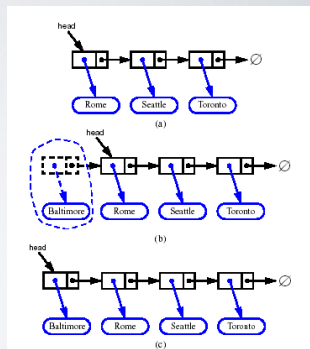 head
∅
Rome Seattle Toronto
(a)
head
∅
Baltimore Rome Seattle Toronto
(b)
head
∅
Baltimore Rome Seattle Toronto
(c)